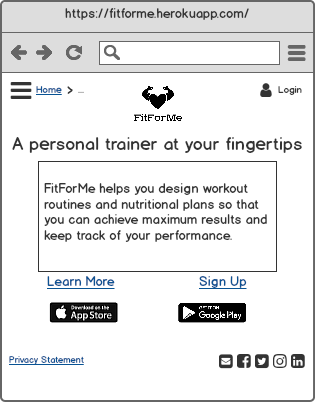 https://fitforme.herokuapp.com/
Home > ...
Login
FitForMe
A personal trainer at your fingertips
FitForMe helps you design workout
routines and nutritional plans so that
you can achieve maximum results and
keep track of your performance.
Learn More
Sign Up
Download on the
App Store
GET IT ON
Google Play
Privacy Statement